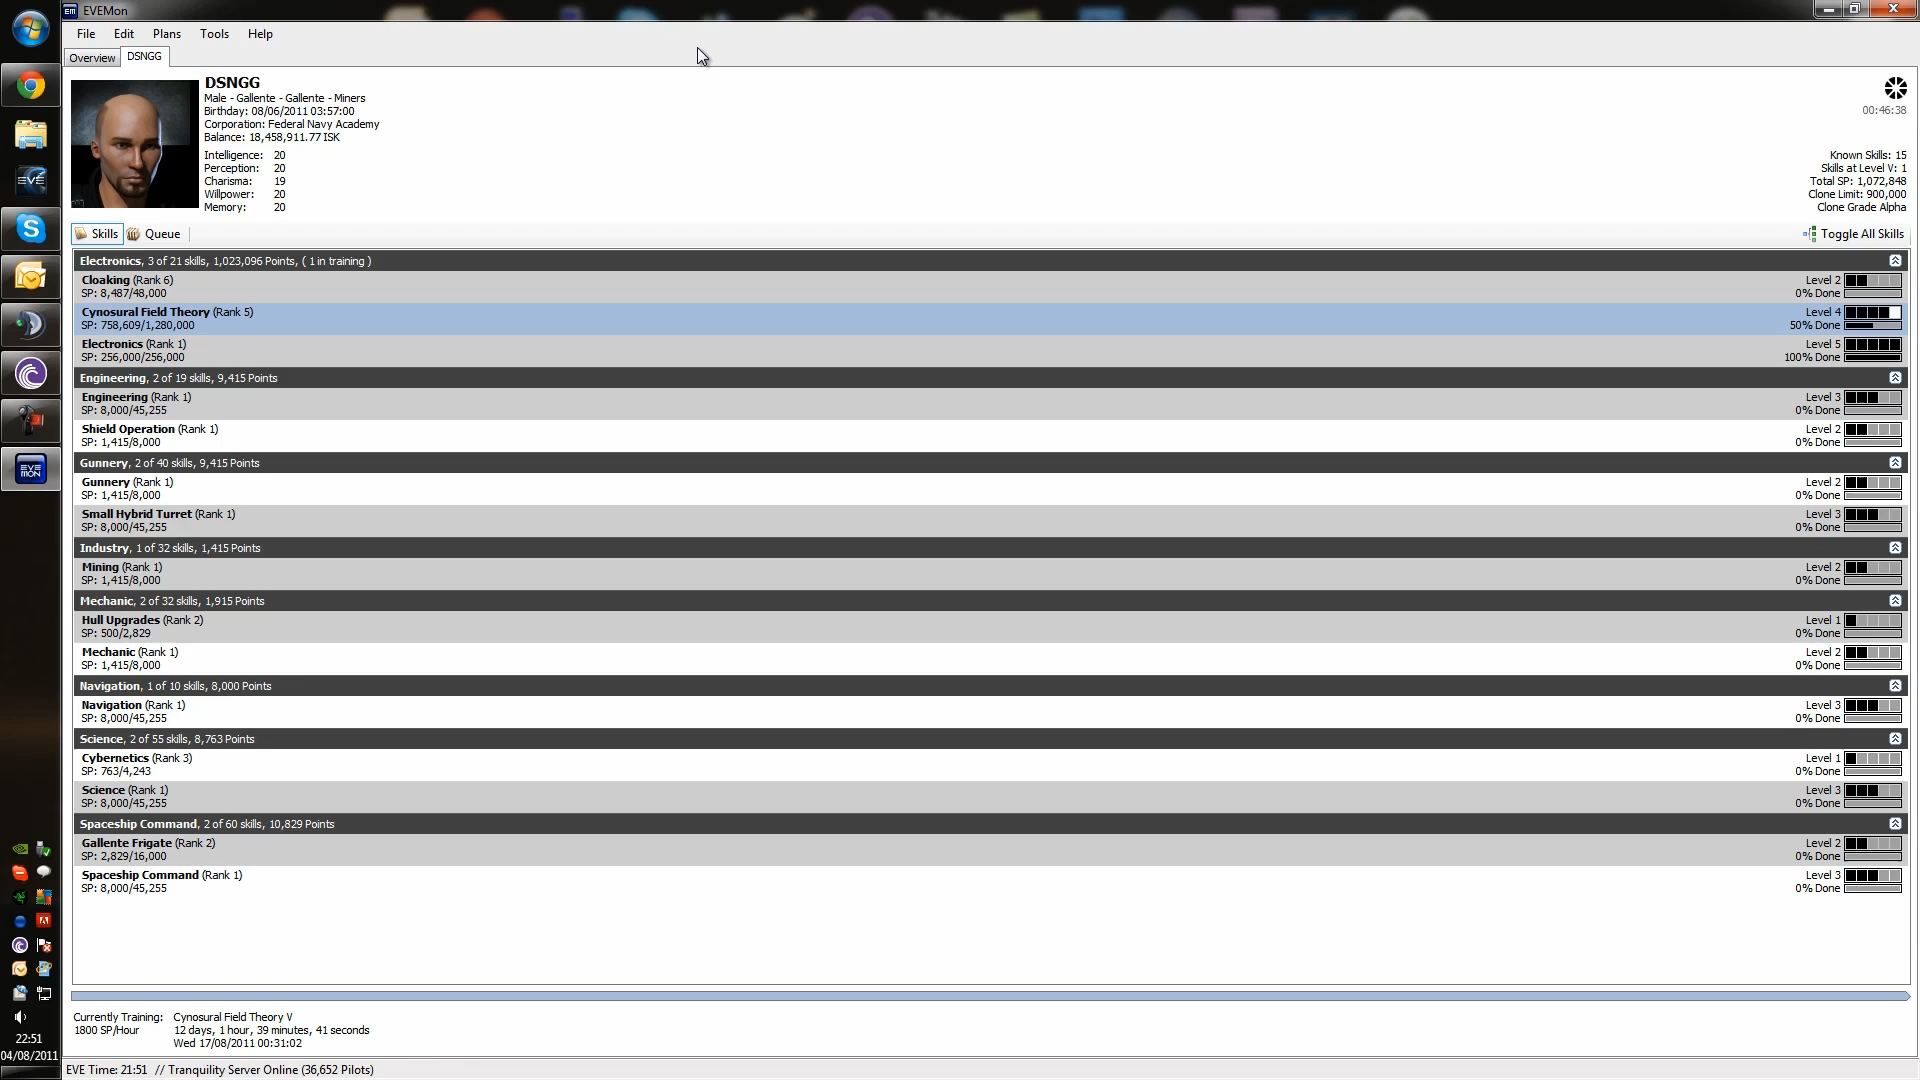 EVEMon
File Edit Plans Tools Help
Overview DSNGG
DSNGG
Male - Gallente - Gallente - Miners
Birthday: 08/06/2011 03:57:00
Corporation: Federal Navy Academy
Balance: 18,458,911.77 ISK
Intelligence: 20
Perception: 20
Charisma: 19
Willpower: 20
Memory: 20
00:46:38
Known Skills: 15
Skills at Level V: 1
Total SP: 1,072,848
Clone Limit: 900,000
Clone Grade Alpha
Skills Queue Toggle All Skills
Electronics, 3 of 21 skills, 1,023,096 Points, ( 1 in training )
Cloaking (Rank 6) Level 2
SP: 8,487/48,000 0% Done
Cynosural Field Theory (Rank 5) Level 4
SP: 758,609/1,280,000 50% Done
Electronics (Rank 1) Level 5
SP: 256,000/256,000 100% Done
Engineering, 2 of 19 skills, 9,415 Points
Engineering (Rank 1) Level 3
SP: 8,000/45,255 0% Done
Shield Operation (Rank 1) Level 2
SP: 1,415/8,000 0% Done
Gunnery, 2 of 40 skills, 9,415 Points
Gunnery (Rank 1) Level 2
SP: 1,415/8,000 0% Done
Small Hybrid Turret (Rank 1) Level 3
SP: 8,000/45,255 0% Done
Industry, 1 of 32 skills, 1,415 Points
Mining (Rank 1) Level 2
SP: 1,415/8,000 0% Done
Mechanic, 2 of 32 skills, 1,915 Points
Hull Upgrades (Rank 2) Level 1
SP: 500/2,829 0% Done
Mechanic (Rank 1) Level 2
SP: 1,415/8,000 0% Done
Navigation, 1 of 10 skills, 8,000 Points
Navigation (Rank 1) Level 3
SP: 8,000/45,255 0% Done
Science, 2 of 55 skills, 8,763 Points
Cybernetics (Rank 3) Level 1
SP: 763/4,243 0% Done
Science (Rank 1) Level 3
SP: 8,000/45,255 0% Done
Spaceship Command, 2 of 60 skills, 10,829 Points
Gallente Frigate (Rank 2) Level 2
SP: 2,829/16,000 0% Done
Spaceship Command (Rank 1) Level 3
SP: 8,000/45,255 0% Done
Currently Training: Cynosural Field Theory V
1800 SP/Hour 12 days, 1 hour, 39 minutes, 41 seconds
Wed 17/08/2011 00:31:02
EVE Time: 21:51 // Tranquility Server Online (36,652 Pilots)
EVE
EVE
MON
22:51
04/08/2011